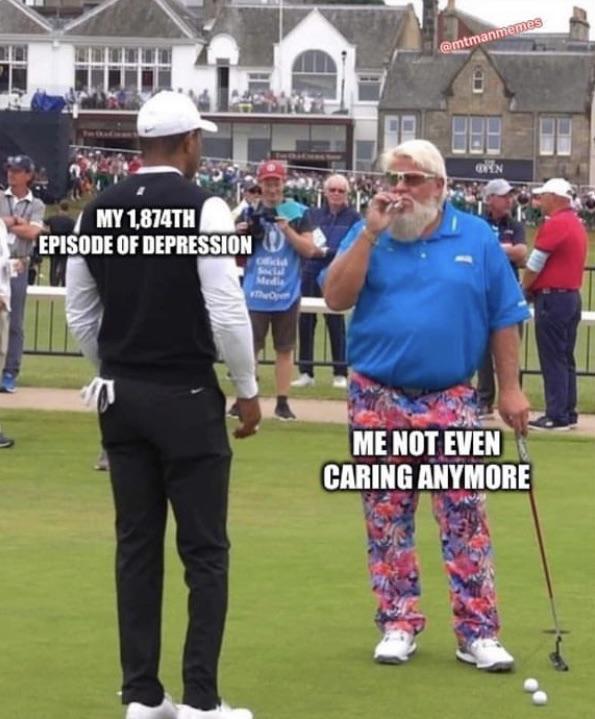 @mtmanmemes
OPEN
MY 1,874TH
EPISODE OF DEPRESSION
Official
Social
Media
#TheOpen
ME NOT EVEN
CARING ANYMORE